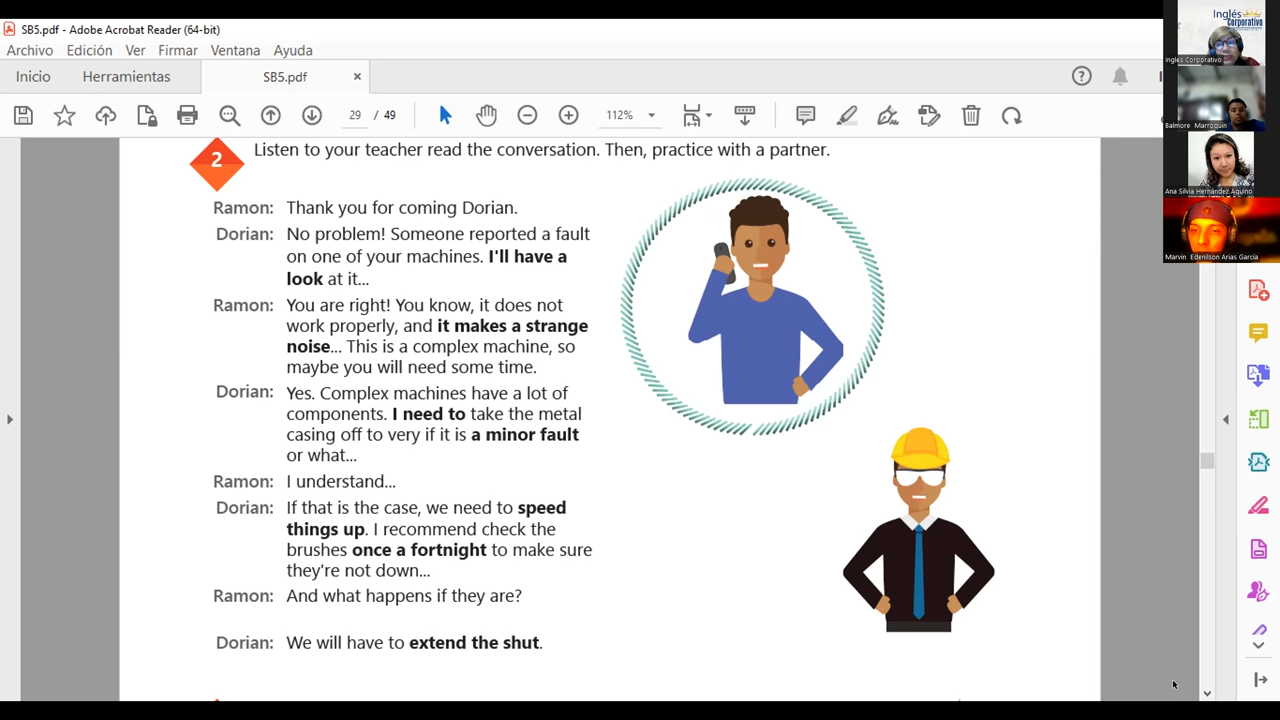 SB5.pdf - Adobe Acrobat Reader (64-bit)
Archivo Edición Ver Firmar Ventana Ayuda
Inicio Herramientas SB5.pdf ×
29 / 49 112%
2 Listen to your teacher read the conversation. Then, practice with a partner.
Ramon: Thank you for coming Dorian.
Dorian: No problem! Someone reported a fault
on one of your machines. I'll have a
look at it...
Ramon: You are right! You know, it does not
work properly, and it makes a strange
noise... This is a complex machine, so
maybe you will need some time.
Dorian: Yes. Complex machines have a lot of
components. I need to take the metal
casing off to very if it is a minor fault
or what...
Ramon: I understand...
Dorian: If that is the case, we need to speed
things up. I recommend check the
brushes once a fortnight to make sure
they're not down...
Ramon: And what happens if they are?
Dorian: We will have to extend the shut.
Inglés
Corporativo
Inglés Corporativo
Balmore Marroquin
Ana Silvia Hernández Aquino
Marvin Edenilson Arias García